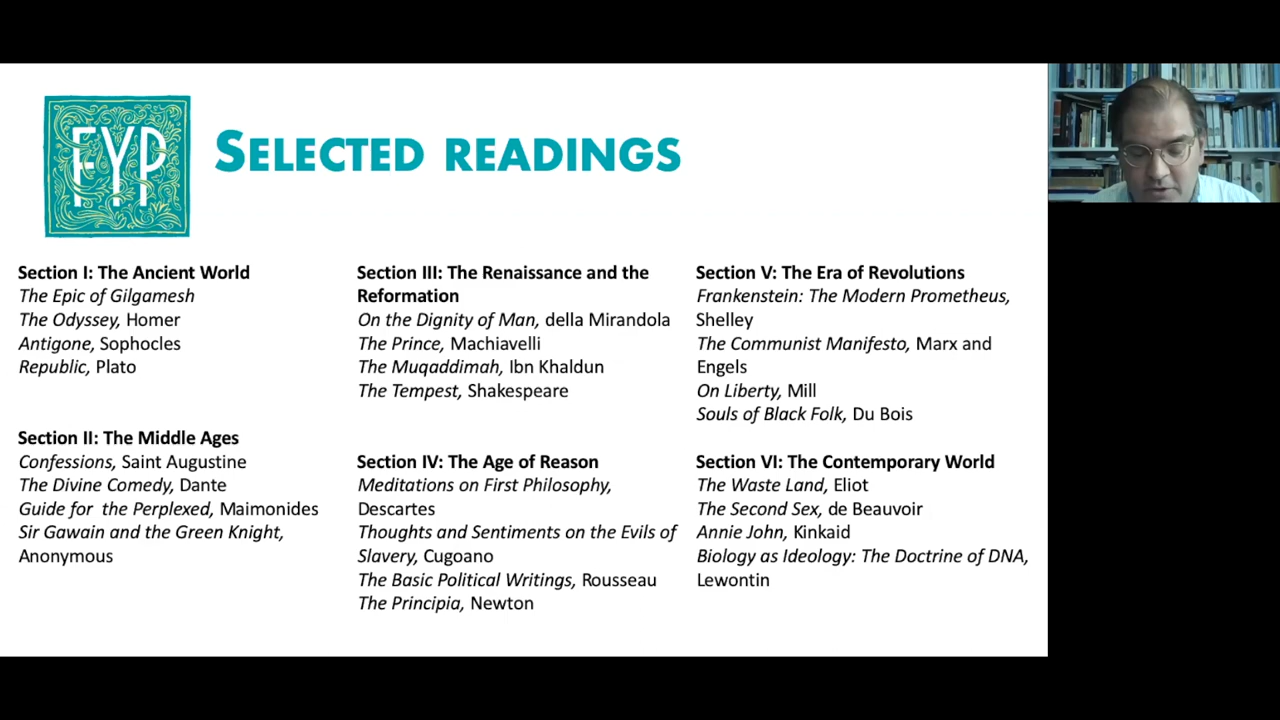 FYP
SELECTED READINGS
Section I: The Ancient World
The Epic of Gilgamesh
The Odyssey, Homer
Antigone, Sophocles
Republic, Plato
Section II: The Middle Ages
Confessions, Saint Augustine
The Divine Comedy, Dante
Guide for the Perplexed, Maimonides
Sir Gawain and the Green Knight,
Anonymous
Section III: The Renaissance and the
Reformation
On the Dignity of Man, della Mirandola
The Prince, Machiavelli
The Muqaddimah, Ibn Khaldun
The Tempest, Shakespeare
Section IV: The Age of Reason
Meditations on First Philosophy,
Descartes
Thoughts and Sentiments on the Evils of
Slavery, Cugoano
The Basic Political Writings, Rousseau
The Principia, Newton
Section V: The Era of Revolutions
Frankenstein: The Modern Prometheus,
Shelley
The Communist Manifesto, Marx and
Engels
On Liberty, Mill
Souls of Black Folk, Du Bois
Section VI: The Contemporary World
The Waste Land, Eliot
The Second Sex, de Beauvoir
Annie John, Kinkaid
Biology as Ideology: The Doctrine of DNA,
Lewontin